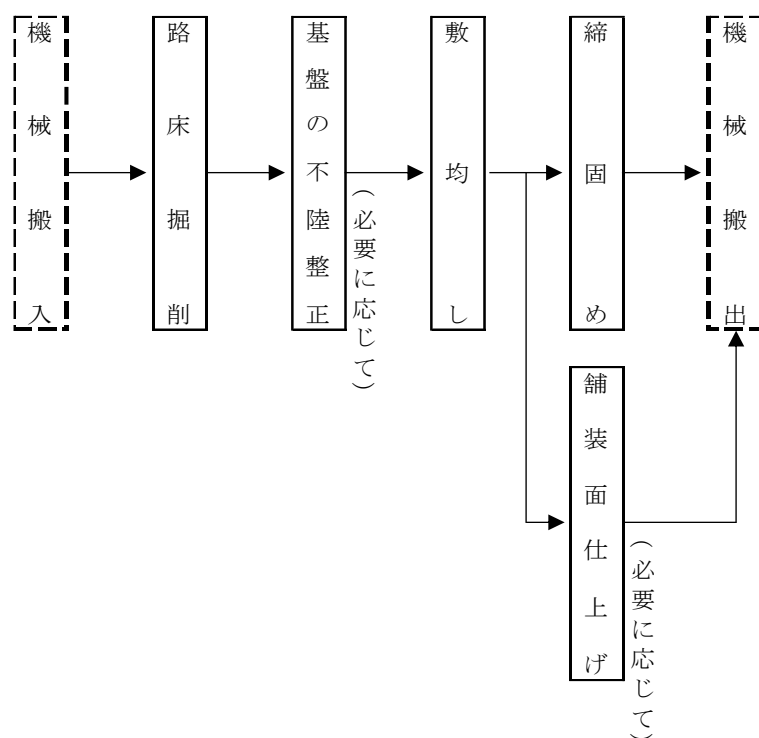 機械搬入
路床掘削
基盤の不陸整正
(必要に応じて)
敷均し
締固め
機械搬出
舗装面仕上げ
(必要に応じて)